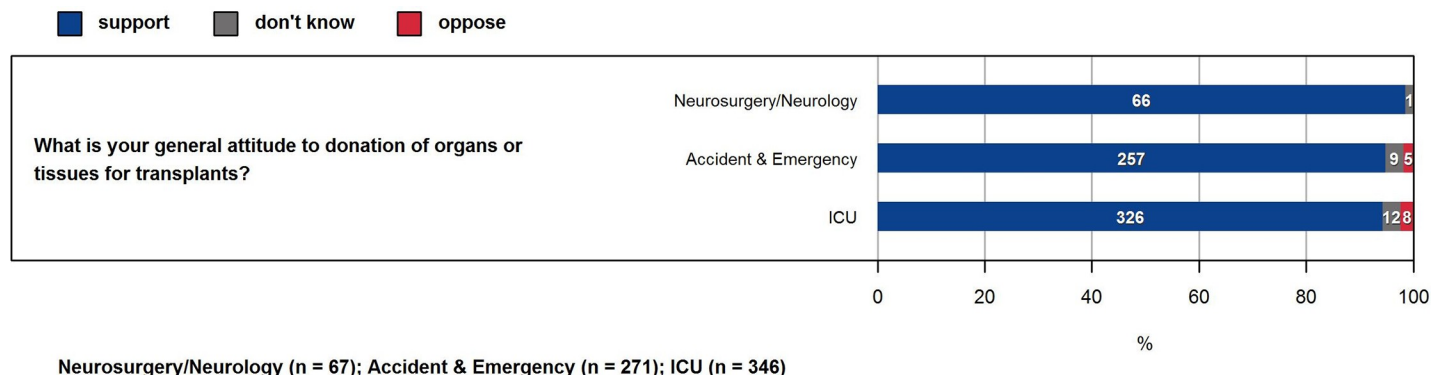 support don't know oppose
Neurosurgery/Neurology 66 1
What is your general attitude to donation of organs or
tissues for transplants?
Accident & Emergency 257 9 5
ICU 326 12 8
0 20 40 60 80 100
%
Neurosurgery/Neurology (n = 67); Accident & Emergency (n = 271); ICU (n = 346)